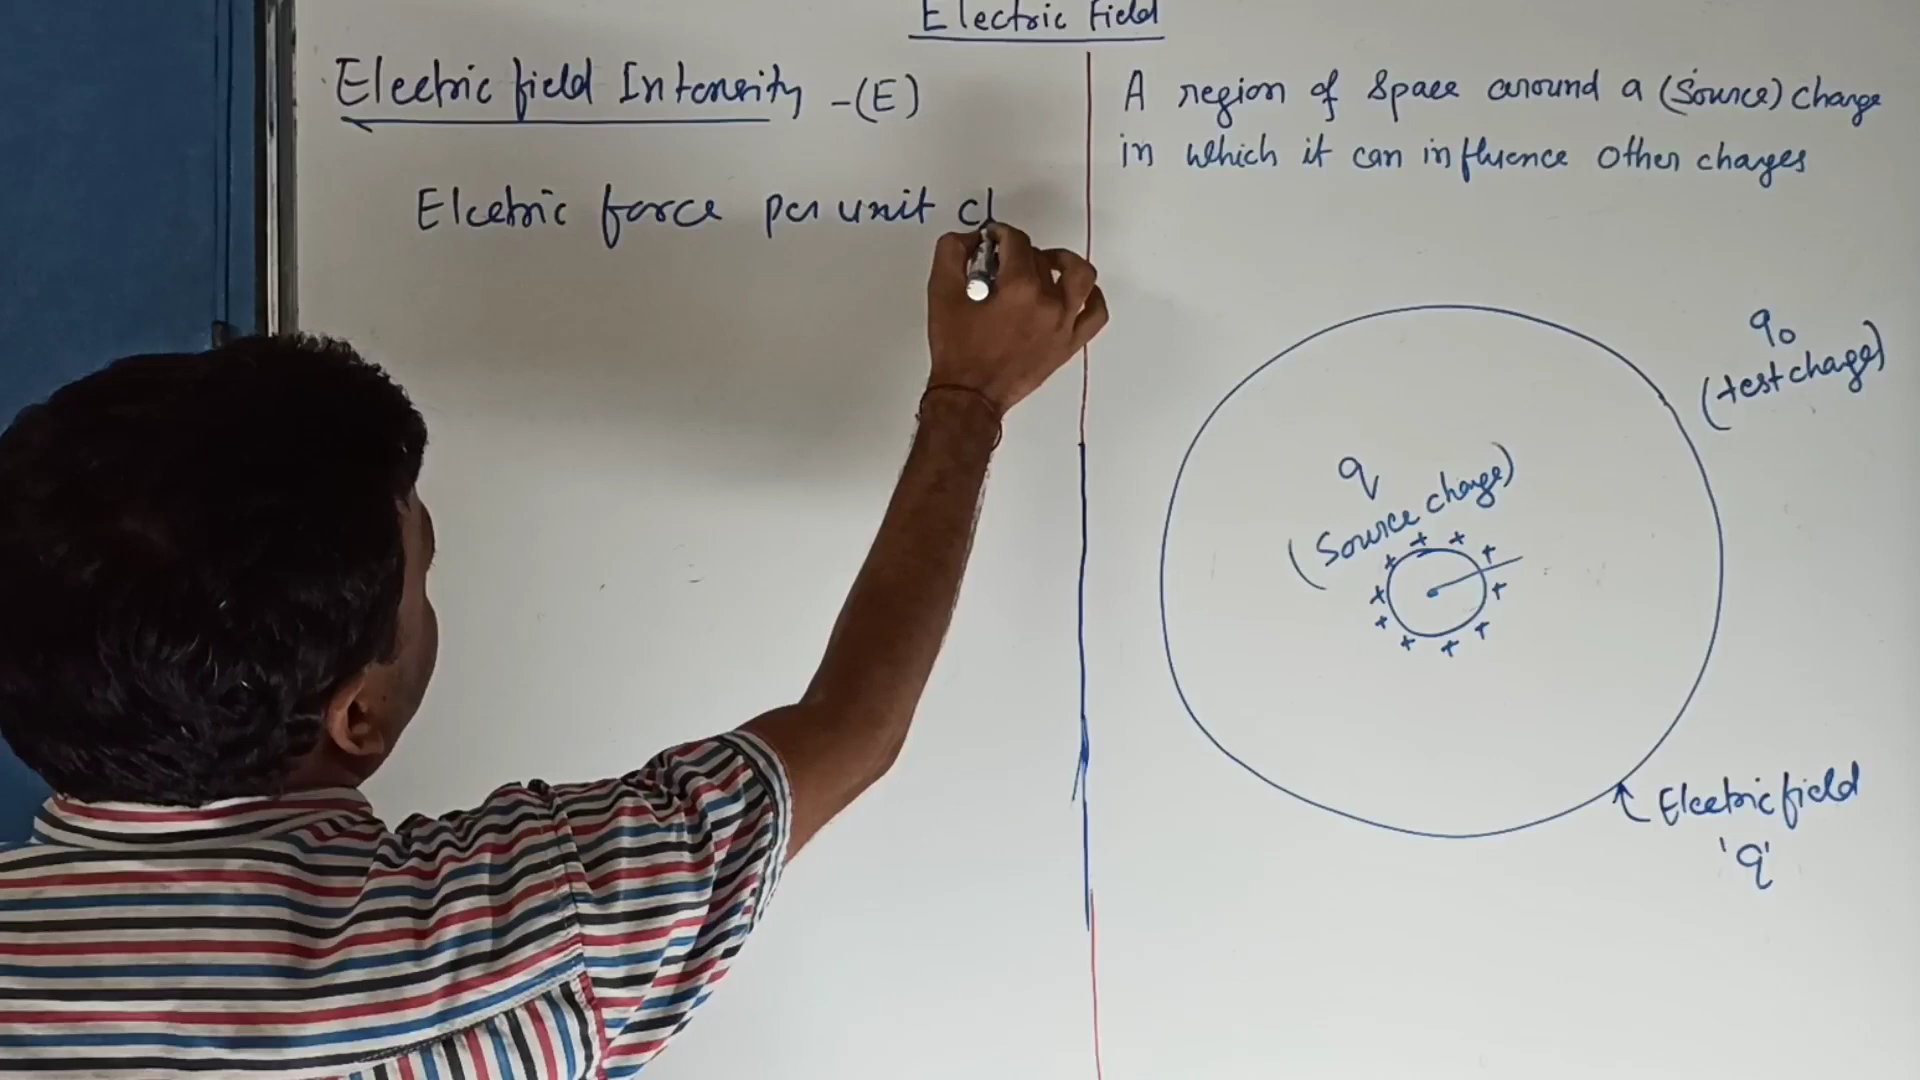 Electric Field
Electric field Intensity -(E)
Electric force per unit ch
A region of space around a (source) charge
in which it can influence other charges
q₀
(test charge)
q
(Source charge)
+ + + + + + + + + +
Electric field
'q'